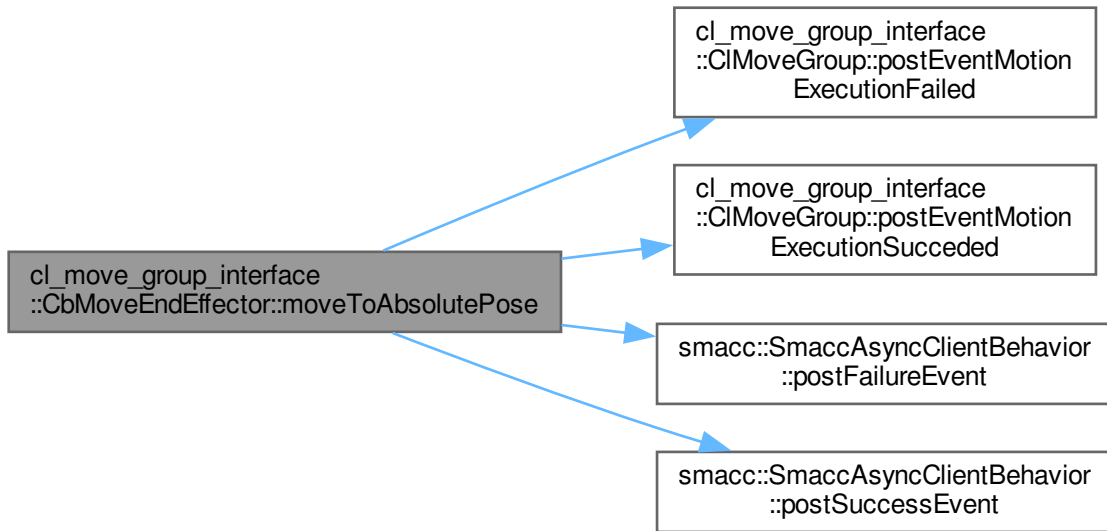 cl_move_group_interface
::ClMoveGroup::postEventMotion
ExecutionFailed
cl_move_group_interface
::ClMoveGroup::postEventMotion
ExecutionSucceded
cl_move_group_interface
::CbMoveEndEffector::moveToAbsolutePose
smacc::SmaccAsyncClientBehavior
::postFailureEvent
smacc::SmaccAsyncClientBehavior
::postSuccessEvent